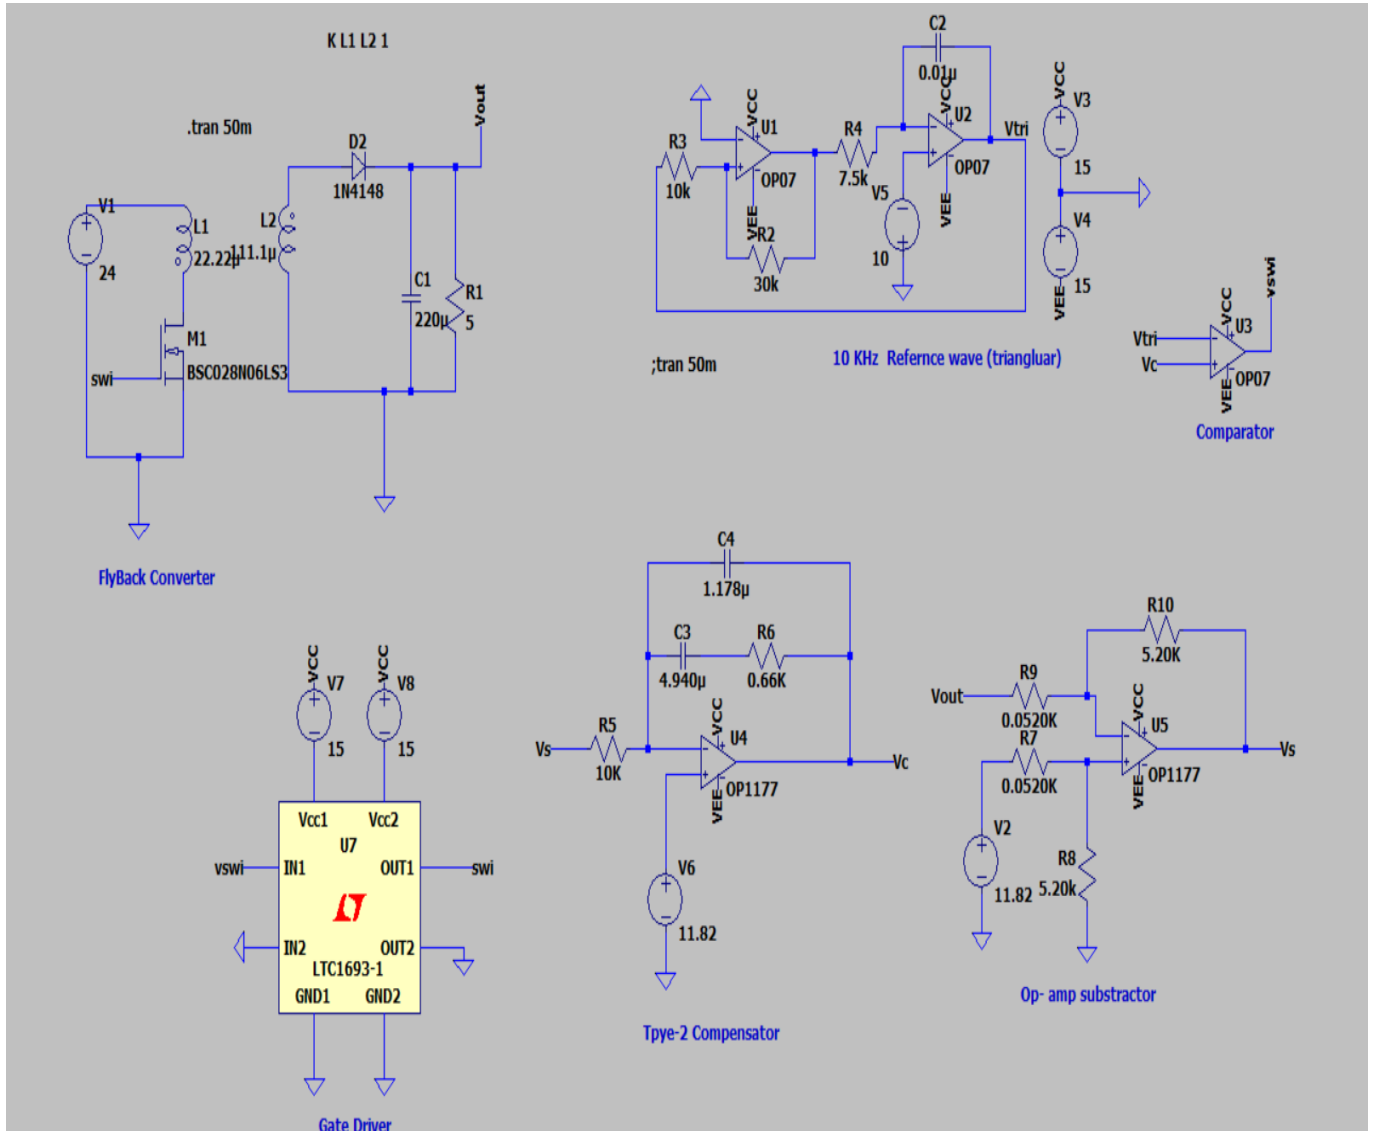 K L1 L2 1
.tran 50m
Vout
D2
1N4148
V1
24
L1
22.22µ
L2
111.1µ
C1
220µ
R1
5
M1
BSC028N06LS3
swi
FlyBack Converter
C2
0.01µ
VCC
U1
OP07
VEE
R3
10k
R2
30k
R4
7.5k
VCC
U2
OP07
VEE
V5
10
Vtri
VCC
V3
15
V4
15
VEE
;tran 50m
10 KHz Refernce wave (triangluar)
vswi
VCC
U3
Vtri
Vc
OP07
VEE
Comparator
VCC
V7
15
VCC
V8
15
Vcc1
Vcc2
U7
vswi
IN1
OUT1
swi
IN2
OUT2
LTC1693-1
GND1
GND2
Gate Driver
C4
1.178µ
C3
4.940µ
R6
0.66K
Vs
R5
10K
VCC
U4
OP1177
VEE
Vc
V6
11.82
Tpye-2 Compensator
R10
5.20K
Vout
R9
0.0520K
R7
0.0520K
VCC
U5
OP1177
VEE
Vs
V2
11.82
R8
5.20k
Op- amp substractor